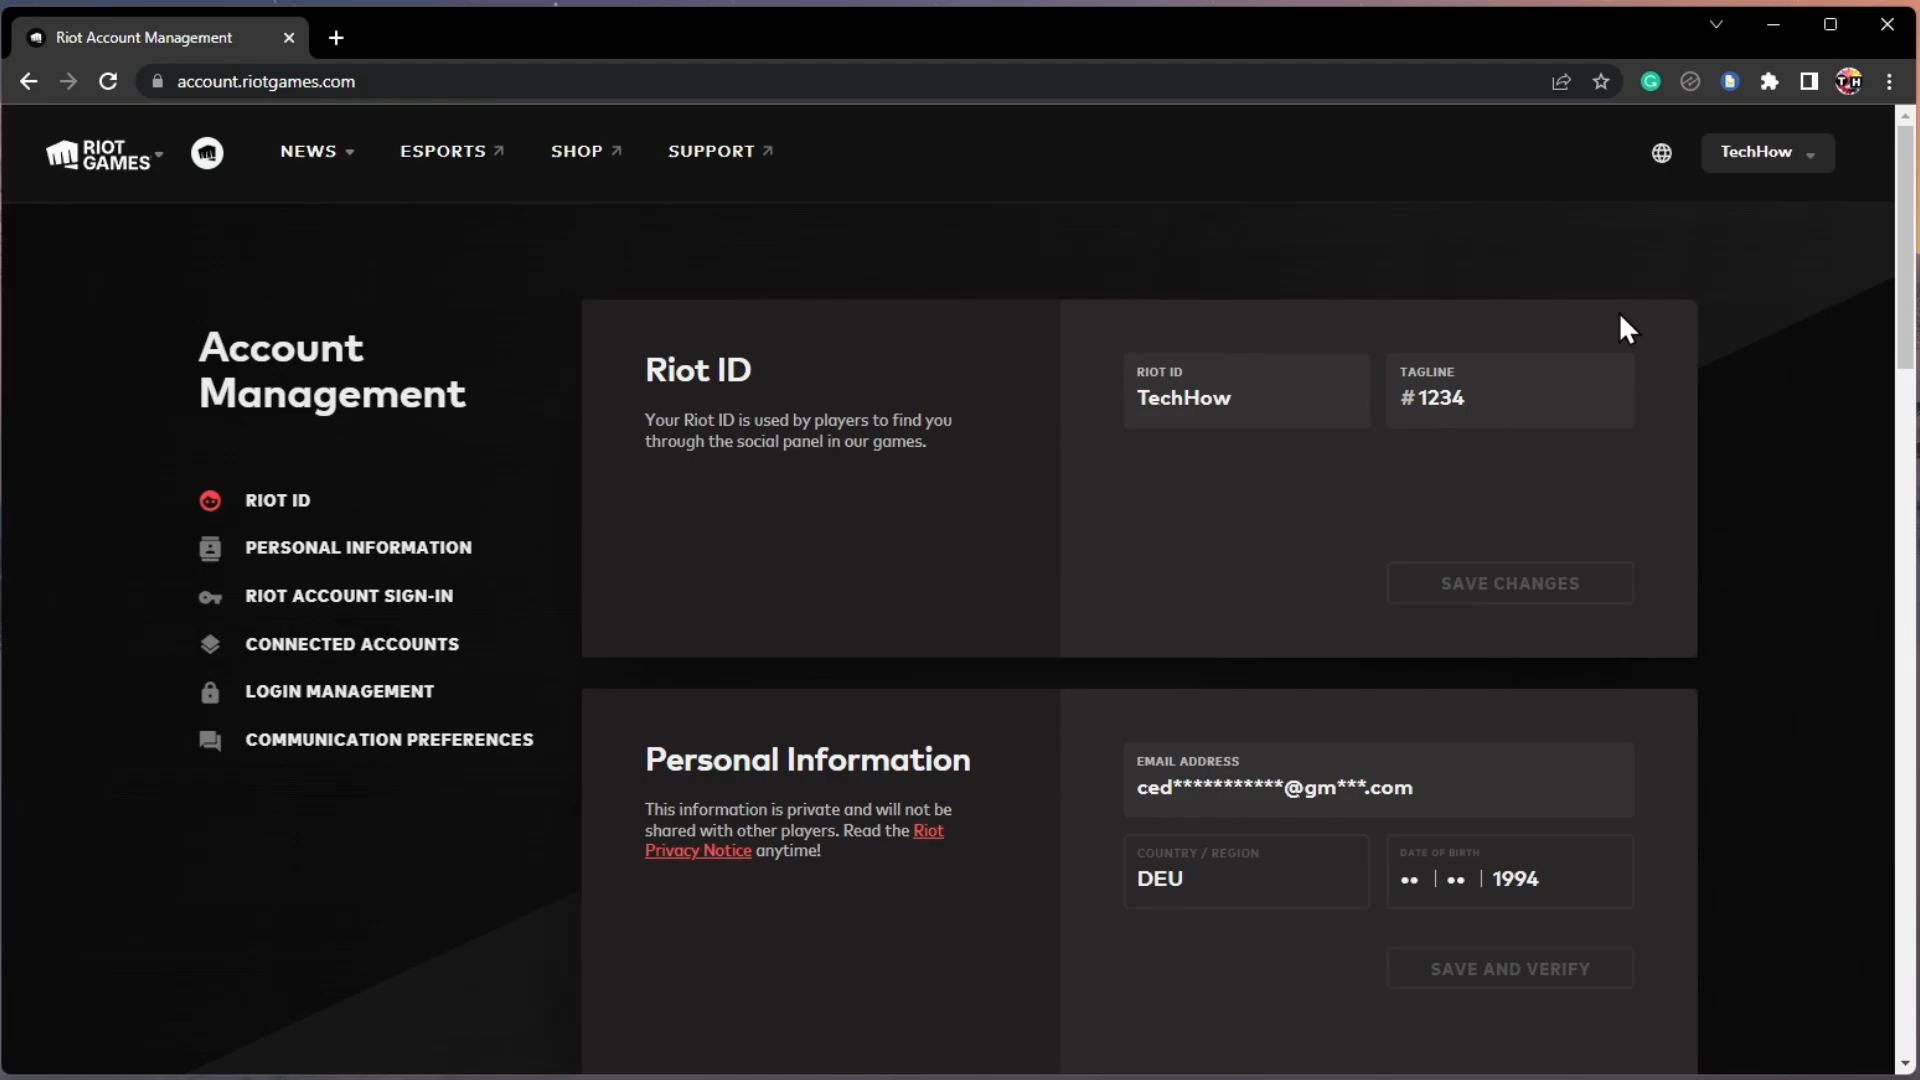 Riot Account Management
account.riotgames.com
RIOT GAMES
NEWS
ESPORTS
SHOP
SUPPORT
TechHow
Account
Management
RIOT ID
PERSONAL INFORMATION
RIOT ACCOUNT SIGN-IN
CONNECTED ACCOUNTS
LOGIN MANAGEMENT
COMMUNICATION PREFERENCES
Riot ID
Your Riot ID is used by players to find you
through the social panel in our games.
RIOT ID
TechHow
TAGLINE
#1234
SAVE CHANGES
Personal Information
This information is private and will not be
shared with other players. Read the Riot
Privacy Notice anytime!
EMAIL ADDRESS
ced***********@gm***.com
COUNTRY / REGION
DEU
DATE OF BIRTH
•• | •• | 1994
SAVE AND VERIFY